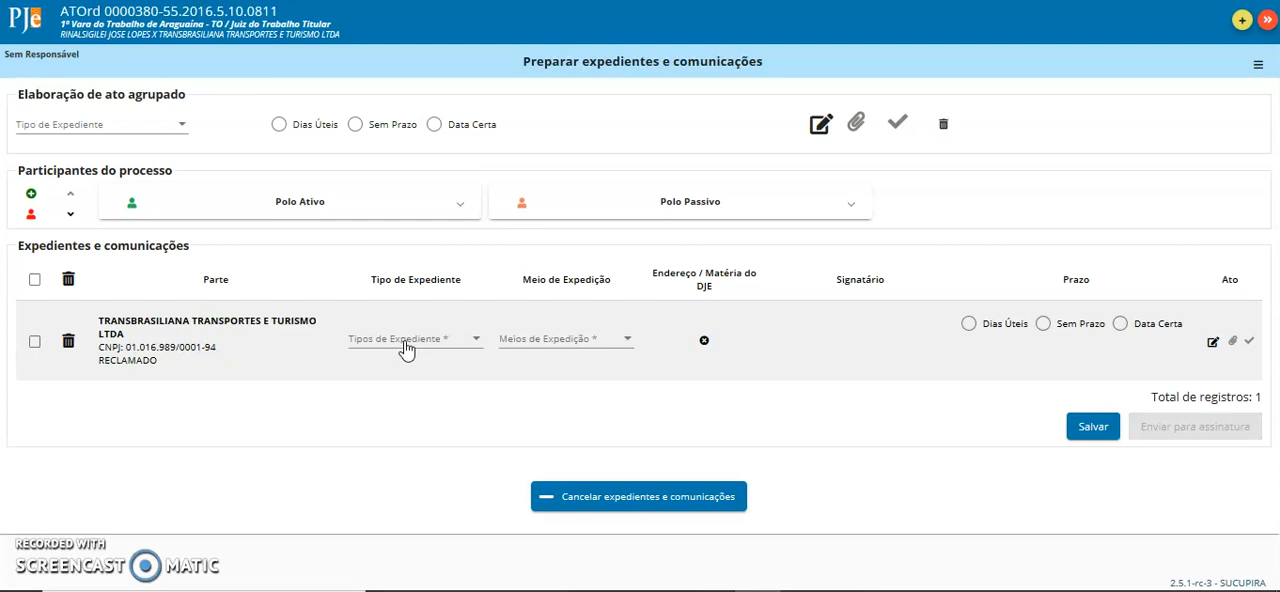 PJe
ATOrd 0000380-55.2016.5.10.0811
1ª Vara do Trabalho de Araguaína - TO / Juiz do Trabalho Titular
RINALSIGILEI JOSE LOPES X TRANSBRASILIANA TRANSPORTES E TURISMO LTDA
Sem Responsável
Preparar expedientes e comunicações
Elaboração de ato agrupado
Tipo de Expediente
Dias Úteis
Sem Prazo
Data Certa
Participantes do processo
Polo Ativo
Polo Passivo
Expedientes e comunicações
Parte
Tipo de Expediente
Meio de Expedição
Endereço / Matéria do
DJE
Signatário
Prazo
Ato
TRANSBRASILIANA TRANSPORTES E TURISMO
LTDA
CNPJ: 01.016.989/0001-94
RECLAMADO
Tipos de Expediente *
Meios de Expedição *
Dias Úteis
Sem Prazo
Data Certa
Total de registros: 1
Salvar
Enviar para assinatura
Cancelar expedientes e comunicações
RECORDED WITH
SCREENCAST MATIC
2.5.1-rc-3 - SUCUPIRA